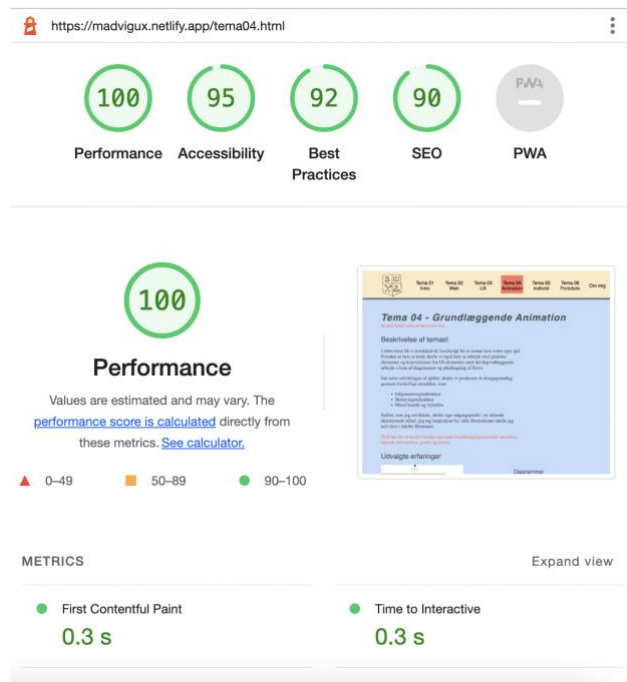 https://madvigux.netlify.app/tema04.html
100
95
92
90
PWA
Performance
Accessibility
Best
Practices
SEO
PWA
100
Performance
Values are estimated and may vary. The
performance score is calculated directly from
these metrics. See calculator.
0–49
50–89
90–100
Tema 01
Intro
Tema 02
Web
Tema 03
UX
Tema 04
Animation
Tema 05
Indhold
Tema 06
Portfolio
Om mig
Tema 04 - Grundlæggende Animation
Beskrivelse af temaet
Udvalgte erfaringer
Diagrammer
METRICS
Expand view
First Contentful Paint
0.3 s
Time to Interactive
0.3 s